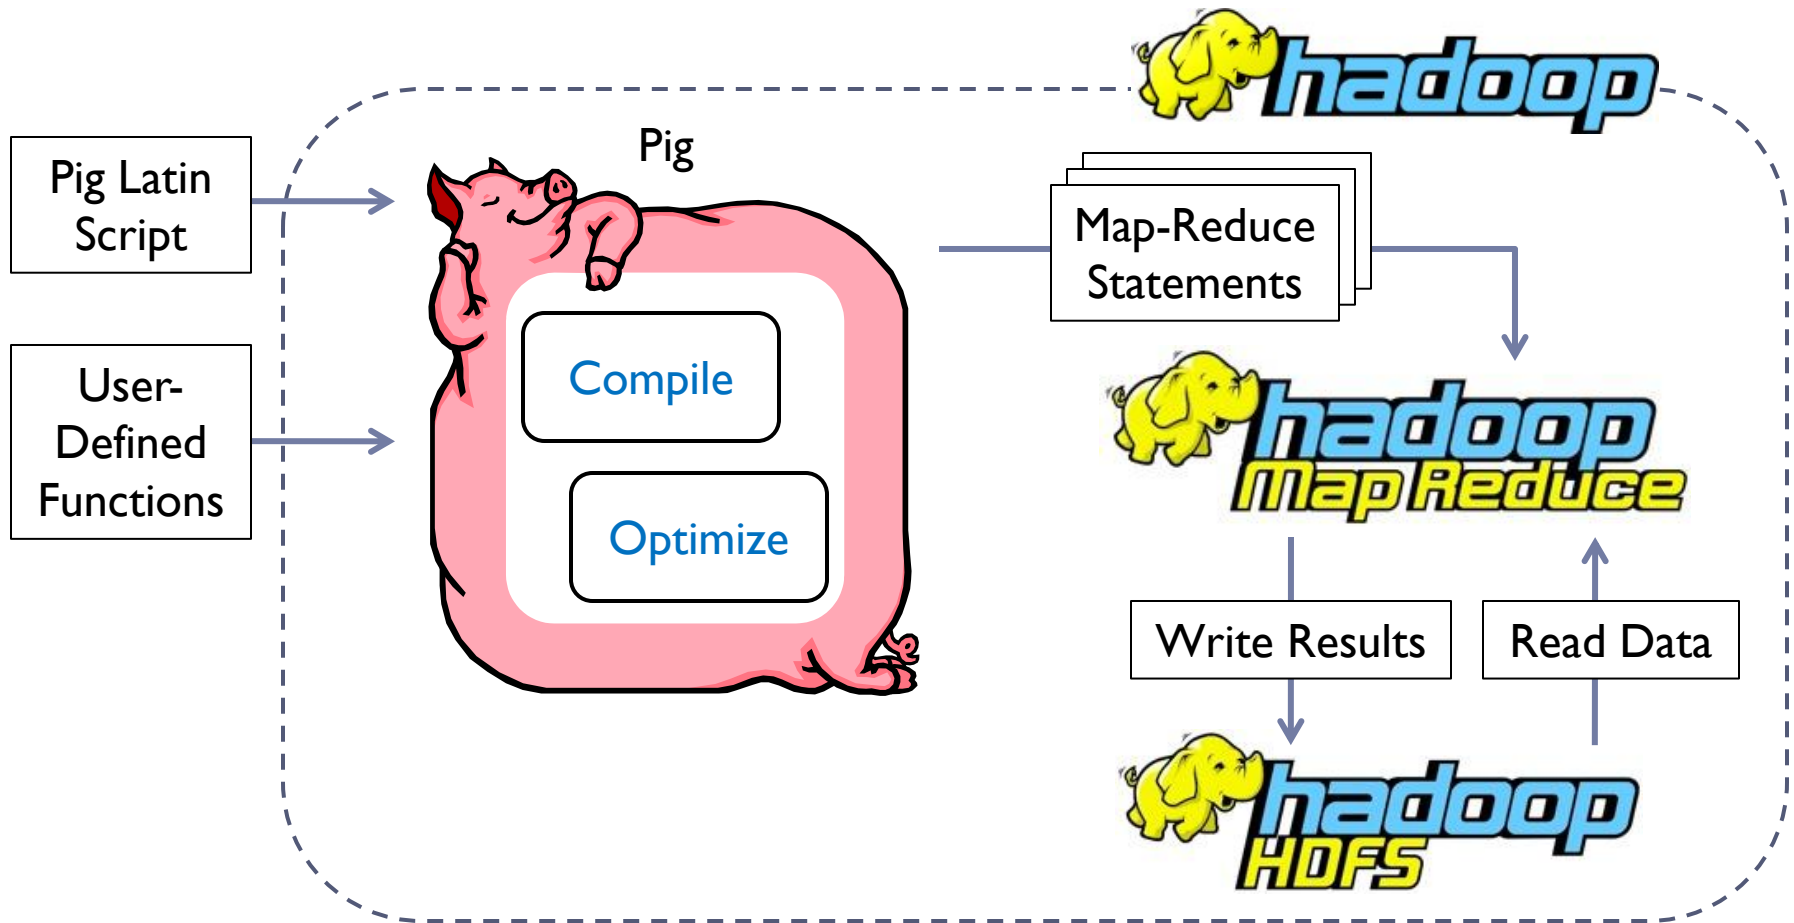 hadoop
Pig
Pig Latin
Script
Map-Reduce
Statements
User-
Defined
Functions
Compile
Optimize
hadoop
Map Reduce
Write Results
Read Data
hadoop
HDFS